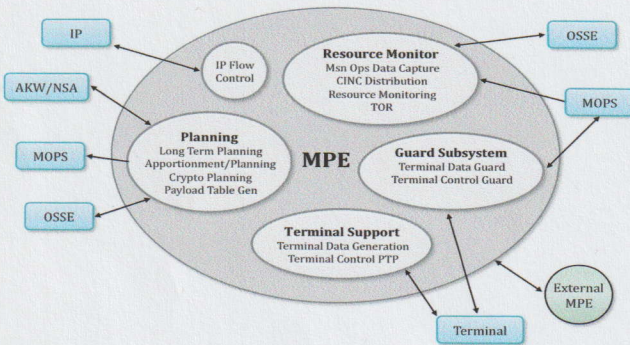 IP
AKW/NSA
MOPS
OSSE
IP Flow
Control
Resource Monitor
Msn Ops Data Capture
CINC Distribution
Resource Monitoring
TOR
OSSE
MOPS
Planning
Long Term Planning
Apportionment/Planning
Crypto Planning
Payload Table Gen
MPE
Guard Subsystem
Terminal Data Guard
Terminal Control Guard
Terminal Support
Terminal Data Generation
Terminal Control PTP
External
MPE
Terminal